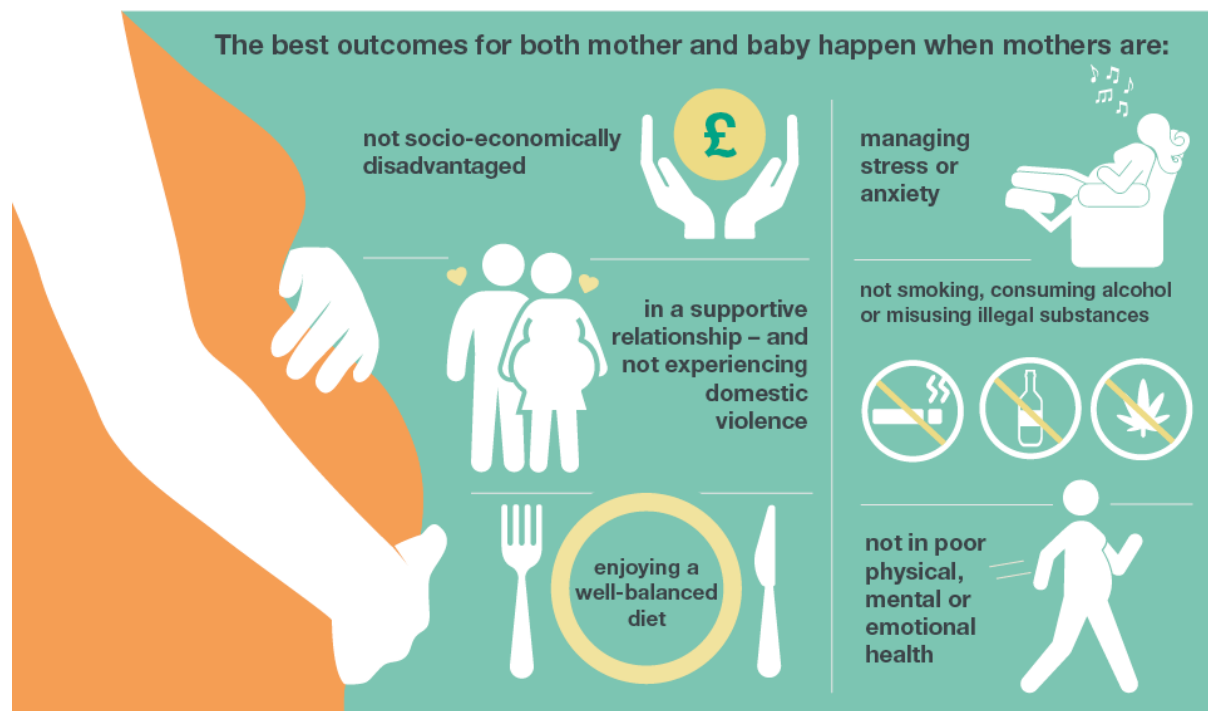 The best outcomes for both mother and baby happen when mothers are:
not socio-economically
disadvantaged
£
in a supportive
relationship – and
not experiencing
domestic
violence
enjoying a
well-balanced
diet
managing
stress or
anxiety
not smoking, consuming alcohol
or misusing illegal substances
not in poor
physical,
mental or
emotional
health